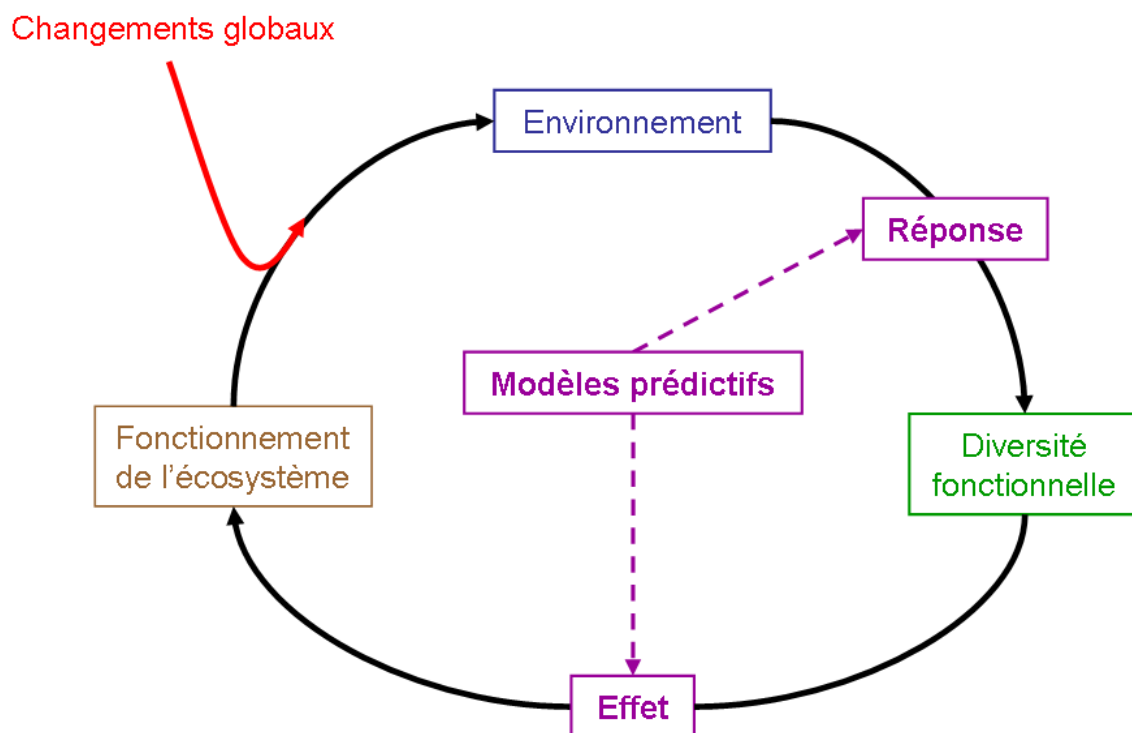 Changements globaux
Environnement
Réponse
Modèles prédictifs
Fonctionnement
de l'écosystème
Diversité
fonctionnelle
Effet